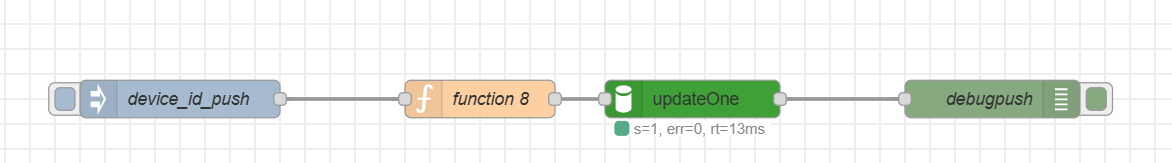 device_id_push
function 8
updateOne
debugpush
s=1, err=0, rt=13ms